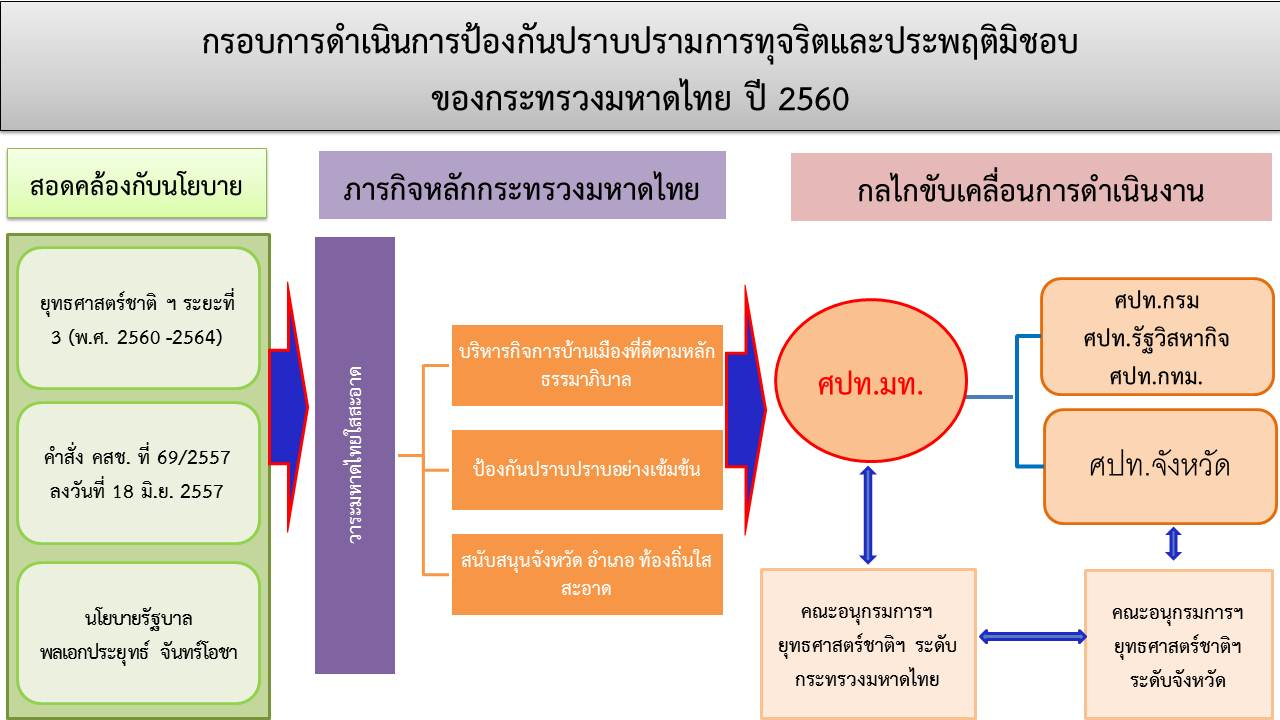 กรอบการดำเนินการป้องกันปราบปรามการทุจริตและประพฤติมิชอบ
ของกระทรวงมหาดไทย ปี 2560
สอดคล้องกับนโยบาย
ยุทธศาสตร์ชาติ ฯ ระยะที่
3 (พ.ศ. 2560 -2564)
คำสั่ง คสช. ที่ 69/2557
ลงวันที่ 18 มิ.ย. 2557
นโยบายรัฐบาล
พลเอกประยุทธ์ จันทร์โอชา
ภารกิจหลักกระทรวงมหาดไทย
วาระมหาดไทยใสสะอาด
บริหารกิจการบ้านเมืองที่ดีตามหลัก
ธรรมาภิบาล
ป้องกันปราบปราบอย่างเข้มข้น
สนับสนุนจังหวัด อำเภอ ท้องถิ่นใส
สะอาด
กลไกขับเคลื่อนการดำเนินงาน
ศปท.มท.
ศปท.กรม
ศปท.รัฐวิสหากิจ
ศปท.กทม.
ศปท.จังหวัด
คณะอนุกรมการฯ
ยุทธศาสตร์ชาติฯ ระดับ
กระทรวงมหาดไทย
คณะอนุกรมการฯ
ยุทธศาสตร์ชาติฯ
ระดับจังหวัด